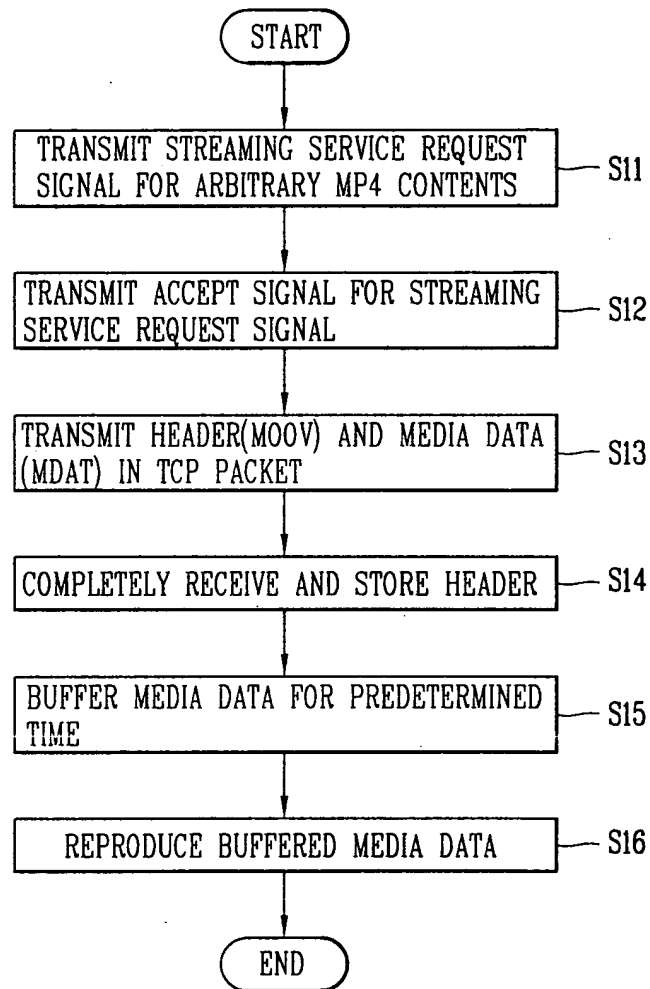 START
TRANSMIT STREAMING SERVICE REQUEST
SIGNAL FOR ARBITRARY MP4 CONTENTS
S11
TRANSMIT ACCEPT SIGNAL FOR STREAMING
SERVICE REQUEST SIGNAL
S12
TRANSMIT HEADER(MOOV) AND MEDIA DATA
(MDAT) IN TCP PACKET
S13
COMPLETELY RECEIVE AND STORE HEADER
S14
BUFFER MEDIA DATA FOR PREDETERMINED
TIME
S15
REPRODUCE BUFFERED MEDIA DATA
S16
END